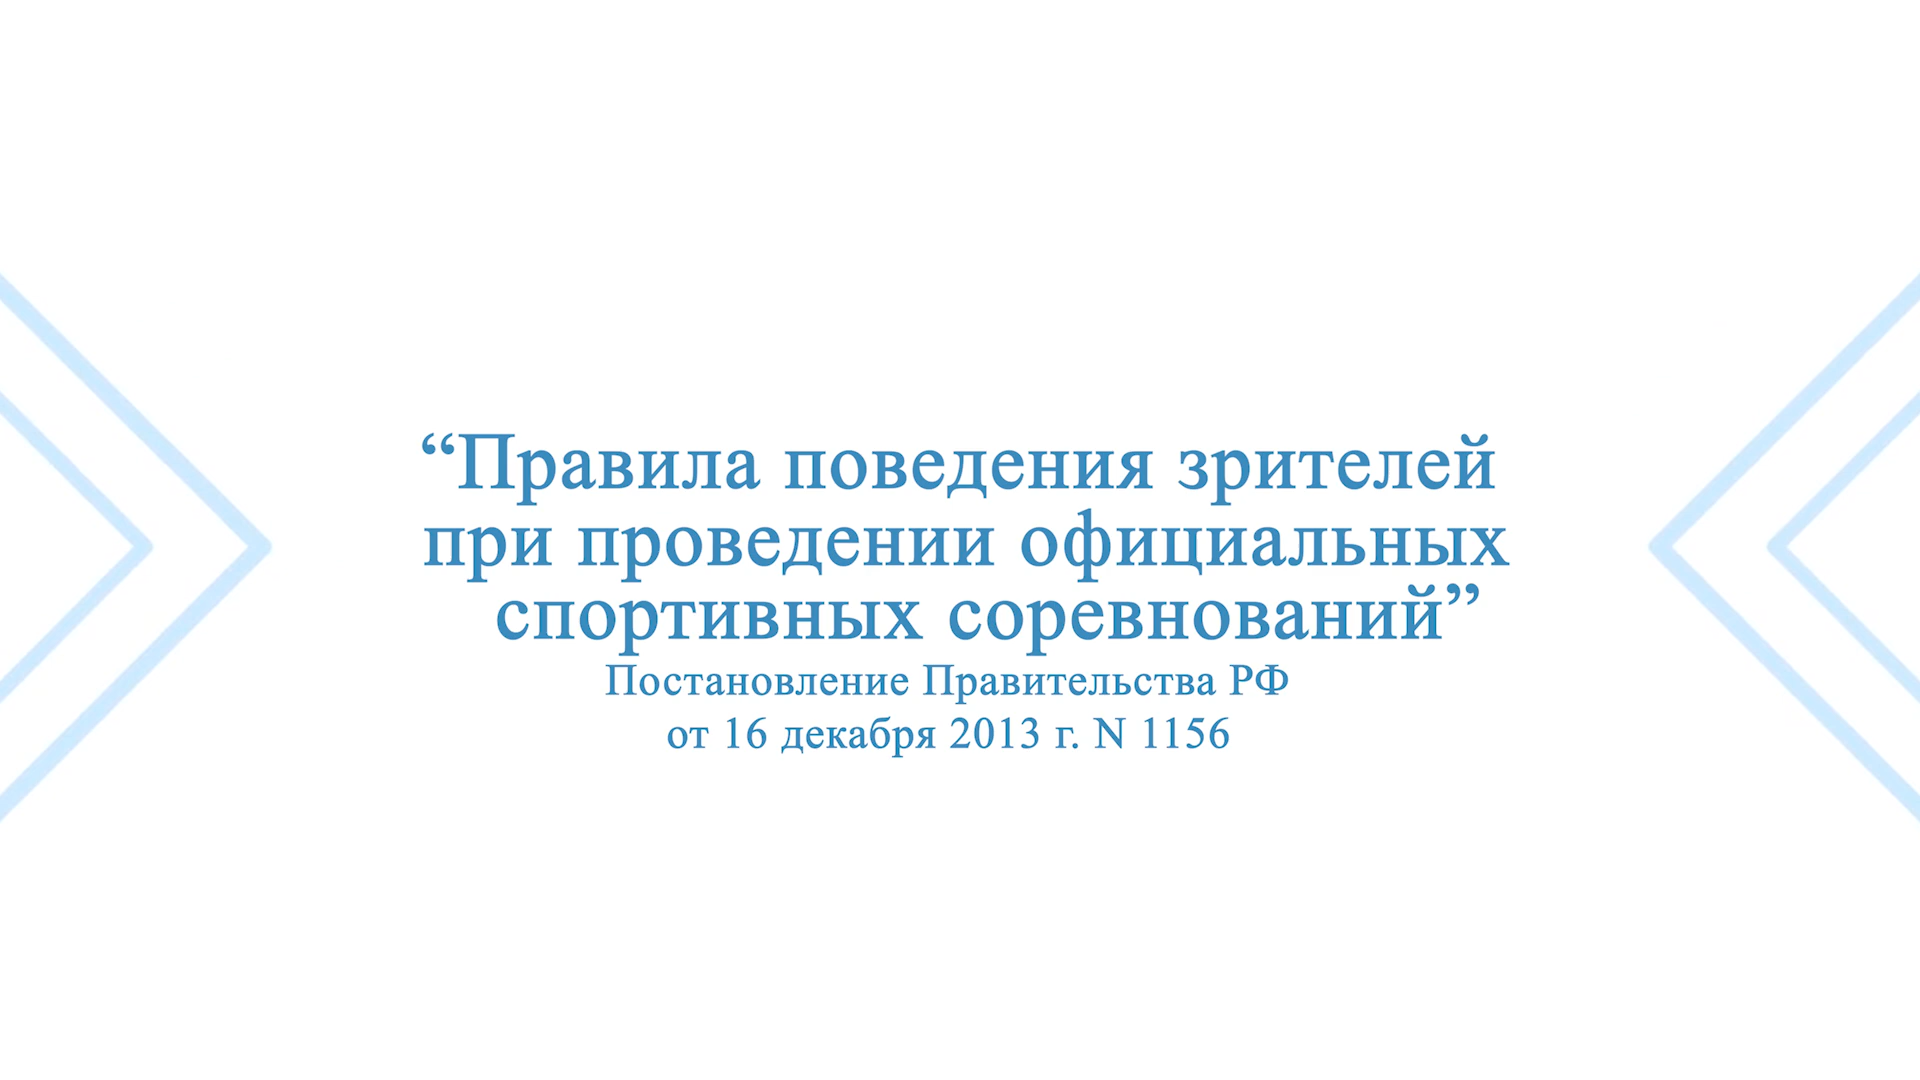 “Правила поведения зрителей
при проведении официальных
спортивных соревнований”
Постановление Правительства РФ
от 16 декабря 2013 г. N 1156